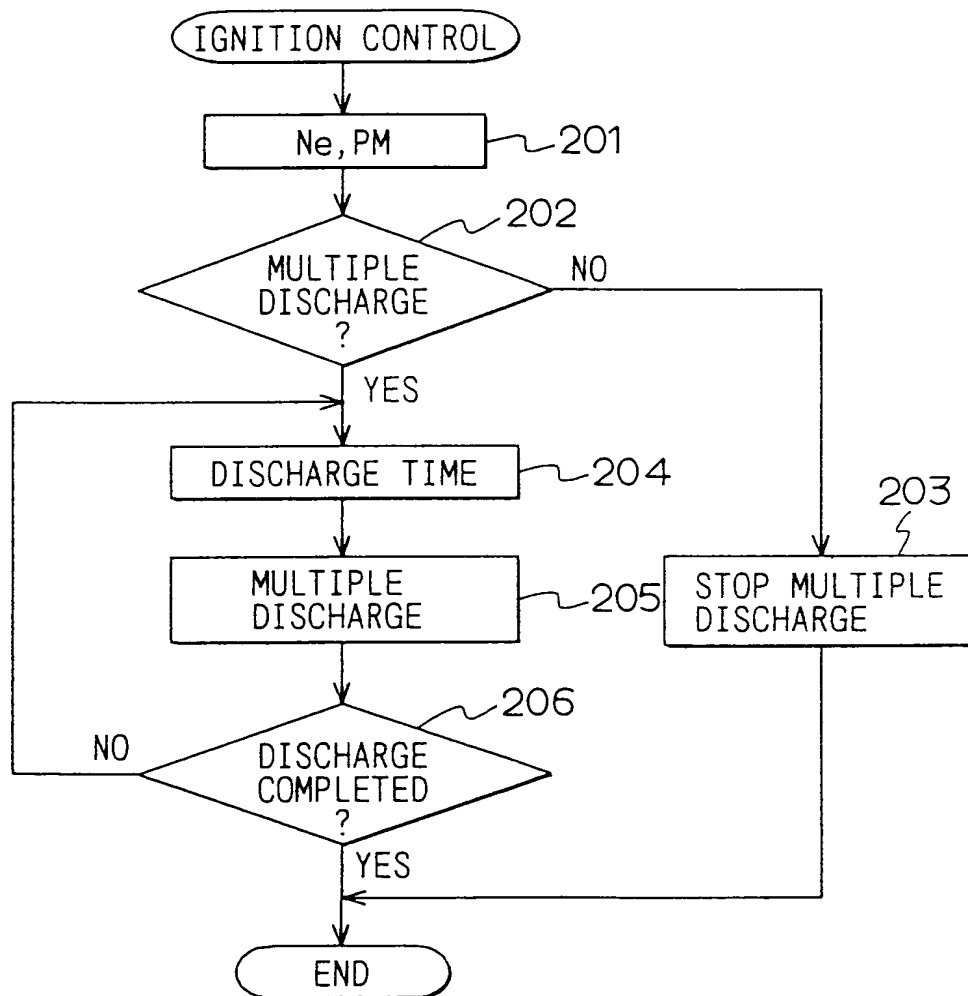 IGNITION CONTROL
Ne,PM
201
202
MULTIPLE
DISCHARGE
?
NO
YES
DISCHARGE TIME
204
203
MULTIPLE
DISCHARGE
205
STOP MULTIPLE
DISCHARGE
206
NO
DISCHARGE
COMPLETED
?
YES
END